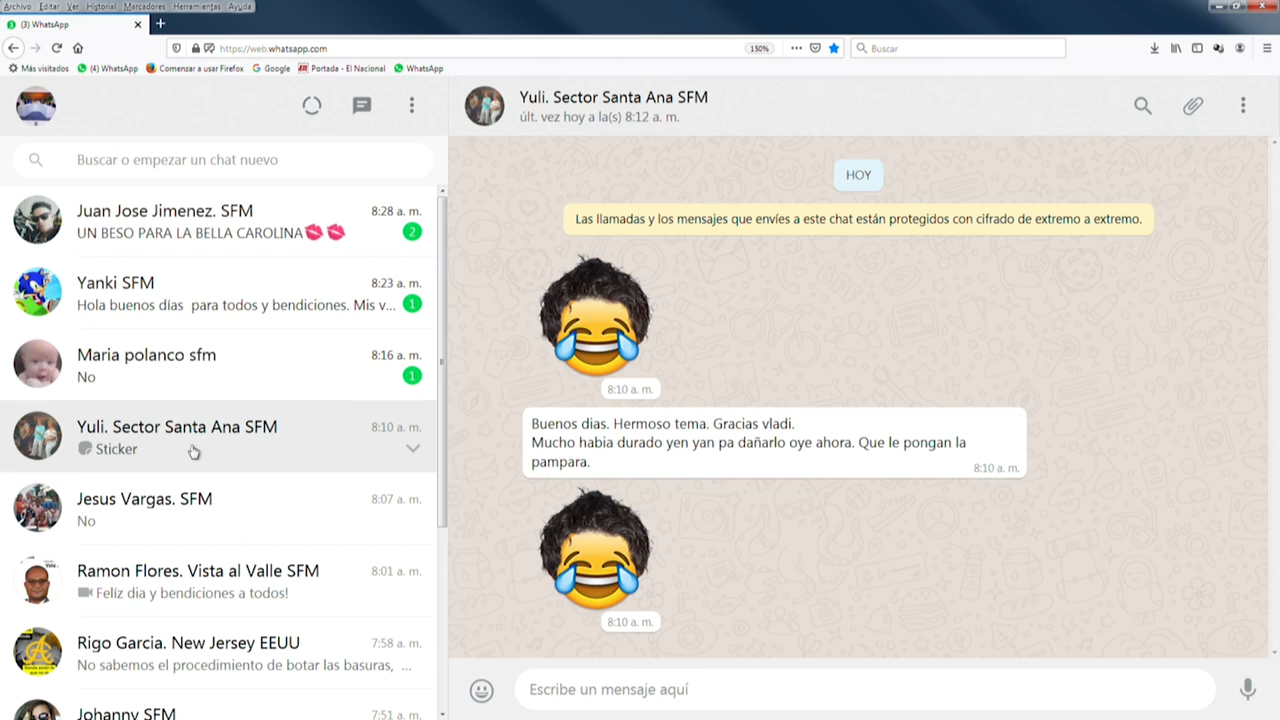 Archivo Editar Ver Historial Marcadores Herramientas Ayuda
(3) WhatsApp
https://web.whatsapp.com
150%
Buscar
Más visitados
(4) WhatsApp
Comenzar a usar Firefox
Google
Portada - El Nacional
WhatsApp
Buscar o empezar un chat nuevo
Juan Jose Jimenez. SFM
8:28 a. m.
UN BESO PARA LA BELLA CAROLINA💋💋
2
Yanki SFM
8:23 a. m.
Hola buenos días para todos y bendiciones. Mis v...
1
Maria polanco sfm
8:16 a. m.
No
1
Yuli. Sector Santa Ana SFM
8:10 a. m.
Sticker
Jesus Vargas. SFM
8:07 a. m.
No
Ramon Flores. Vista al Valle SFM
8:01 a. m.
Felíz dia y bendiciones a todos!
Rigo Garcia. New Jersey EEUU
7:58 a. m.
No sabemos el procedimiento de botar las basuras, ...
Johanny SFM
7:51 a. m.
Yuli. Sector Santa Ana SFM
últ. vez hoy a la(s) 8:12 a. m.
HOY
Las llamadas y los mensajes que envíes a este chat están protegidos con cifrado de extremo a extremo.
8:10 a. m.
Buenos dias. Hermoso tema. Gracias vladi.
Mucho habia durado yen yan pa dañarlo oye ahora. Que le pongan la
pampara.
8:10 a. m.
8:10 a. m.
Escribe un mensaje aquí